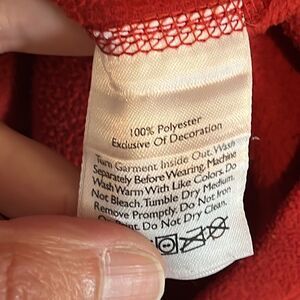 100% Polyester
Exclusive Of Decoration
Turn Garment Inside Out. Wash
Separately Before Wearing. Machine
Wash Warm With Like Colors. Do
Not Bleach. Tumble Dry Medium.
Remove Promptly. Do Not Iron
Print. Do Not Dry Clean.